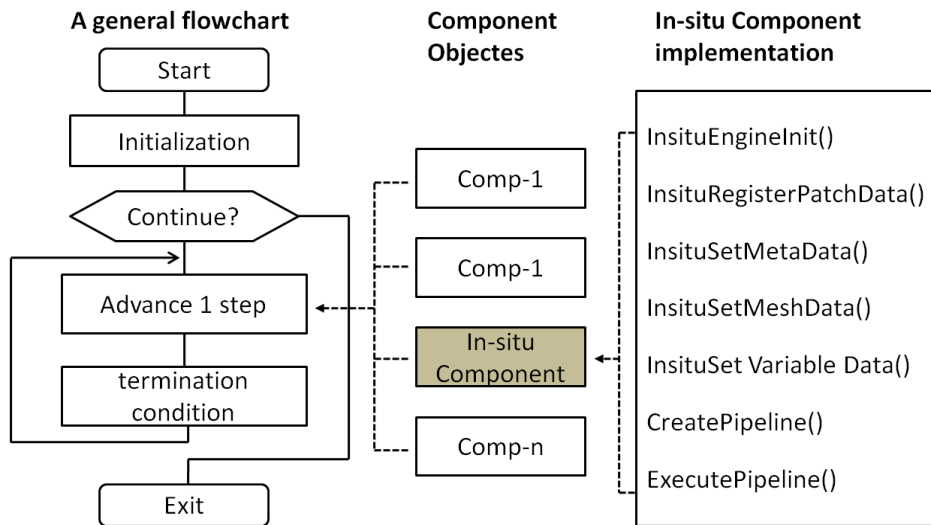 A general flowchart
Start
Initialization
Continue?
Advance 1 step
termination
condition
Exit
Component
Objectes
Comp-1
Comp-1
In-situ
Component
Comp-n
In-situ Component
implementation
InsituEngineInit()
InsituRegisterPatchData()
InsituSetMetaData()
InsituSetMeshData()
InsituSet Variable Data()
CreatePipeline()
ExecutePipeline()